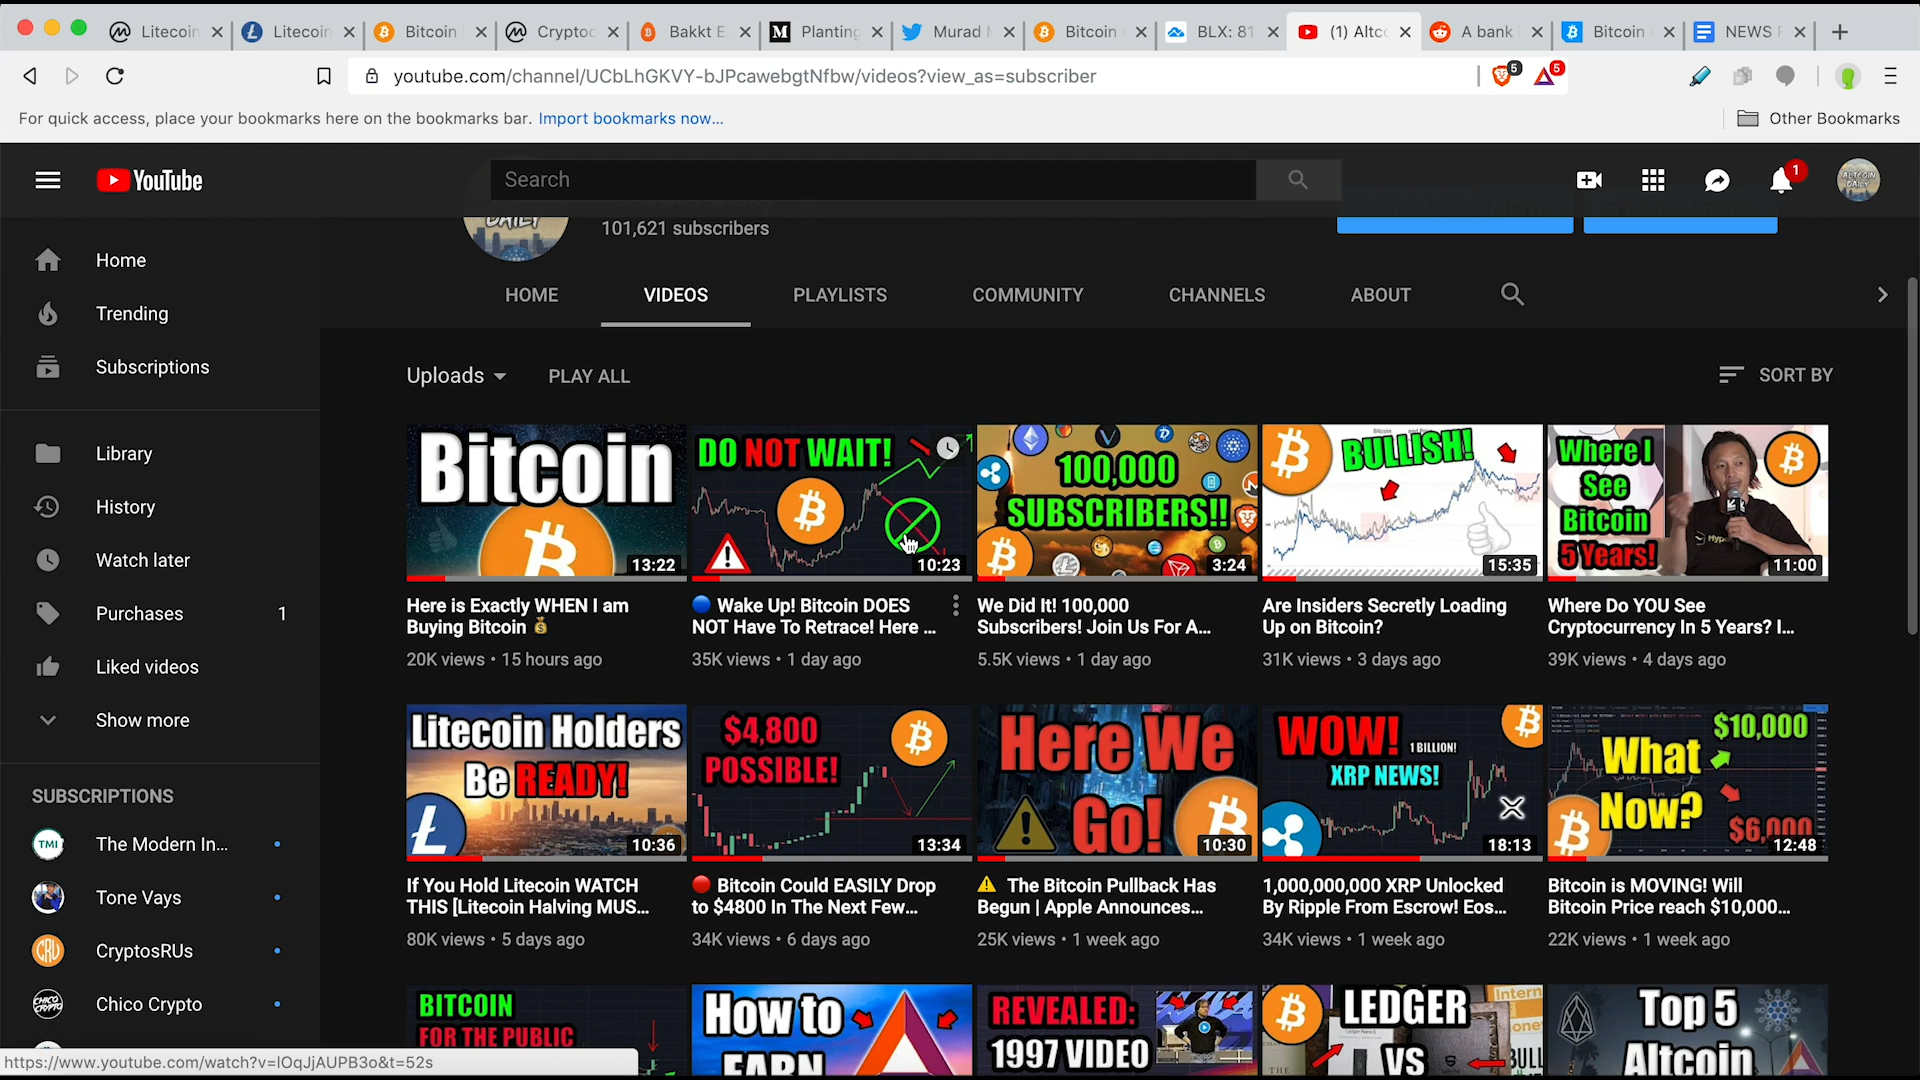 Litecoin
Litecoin
Bitcoin
Cryptoc
Bakkt E
Planting
Murad
Bitcoin
BLX: 81
(1) Altco
A bank
Bitcoin
NEWS F
youtube.com/channel/UCbLhGKVY-bJPcawebgtNfbw/videos?view_as=subscriber
5
5
For quick access, place your bookmarks here on the bookmarks bar. Import bookmarks now...
Other Bookmarks
YouTube
Search
1
ALTCOIN
DAILY
DAILY
101,621 subscribers
HOME
VIDEOS
PLAYLISTS
COMMUNITY
CHANNELS
ABOUT
Home
Trending
Subscriptions
Library
History
Watch later
Purchases 1
Liked videos
Show more
SUBSCRIPTIONS
TMI
The Modern In...
Tone Vays
CRU
CryptosRUs
Chico Crypto
Uploads
PLAY ALL
SORT BY
Bitcoin
13:22
Here is Exactly WHEN I am
Buying Bitcoin 💰
20K views • 15 hours ago
DO NOT WAIT!
10:23
🔵 Wake Up! Bitcoin DOES
NOT Have To Retrace! Here ...
35K views • 1 day ago
100,000
SUBSCRIBERS!!
3:24
We Did It! 100,000
Subscribers! Join Us For A...
5.5K views • 1 day ago
BULLISH!
15:35
Are Insiders Secretly Loading
Up on Bitcoin?
31K views • 3 days ago
Where I
See
Bitcoin
5 Years!
11:00
Where Do YOU See
Cryptocurrency In 5 Years? I...
39K views • 4 days ago
Litecoin Holders
Be READY!
10:36
If You Hold Litecoin WATCH
THIS [Litecoin Halving MUS...
80K views • 5 days ago
$4,800
POSSIBLE!
13:34
🔴 Bitcoin Could EASILY Drop
to $4800 In The Next Few...
34K views • 6 days ago
Here We
Go!
10:30
⚠ The Bitcoin Pullback Has
Begun | Apple Announces...
25K views • 1 week ago
WOW! 1 BILLION!
XRP NEWS!
18:13
1,000,000,000 XRP Unlocked
By Ripple From Escrow! Eos...
34K views • 1 week ago
$10,000
What
Now?
$6,000
12:48
Bitcoin is MOVING! Will
Bitcoin Price reach $10,000...
22K views • 1 week ago
BITCOIN
FOR THE PUBLIC
How to
EARN
REVEALED:
1997 VIDEO
LEDGER
VS
Top 5
Altcoin
https://www.youtube.com/watch?v=lOqJjAUPB3o&t=52s